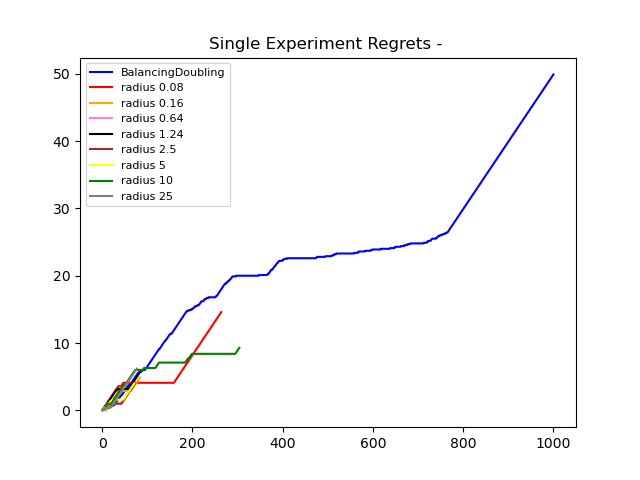 Single Experiment Regrets -
BalancingDoubling
radius 0.08
radius 0.16
radius 0.64
radius 1.24
radius 2.5
radius 5
radius 10
radius 25
50
40
30
20
10
0
0 200 400 600 800 1000